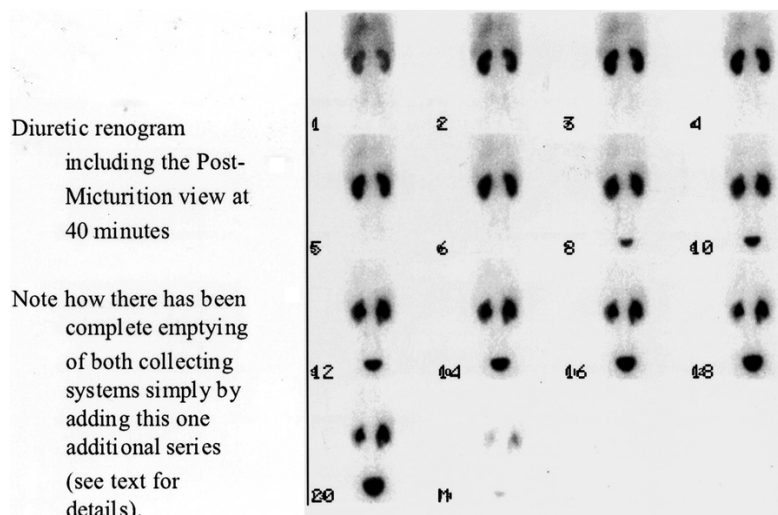 Diuretic renogram
including the Post-
Micturition view at
40 minutes
Note how there has been
complete emptying
of both collecting
systems simply by
adding this one
additional series
(see text for
details).
1 2 3 4
5 6 8 10
12 14 16 18
20 M